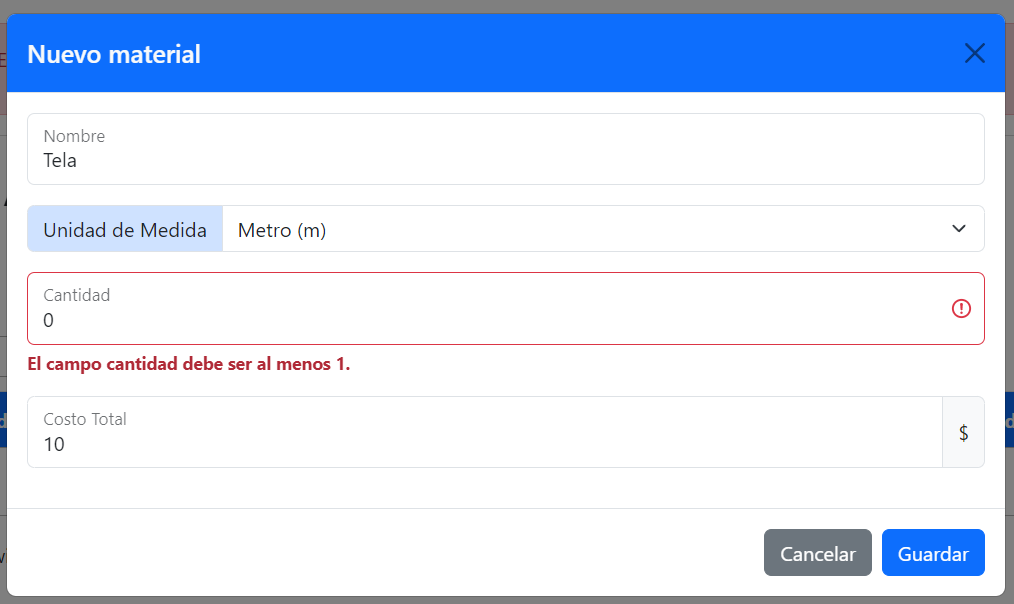 Nuevo material
Nombre
Tela
Unidad de Medida Metro (m)
Cantidad
0
El campo cantidad debe ser al menos 1.
Costo Total
10
$
Cancelar Guardar